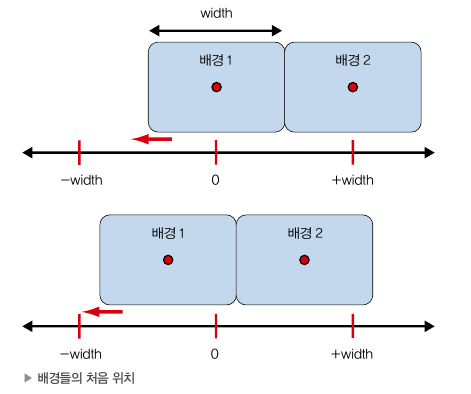 width
배경 1
배경 2
−width
0
+width
배경 1
배경 2
−width
0
+width
▶ 배경들의 처음 위치